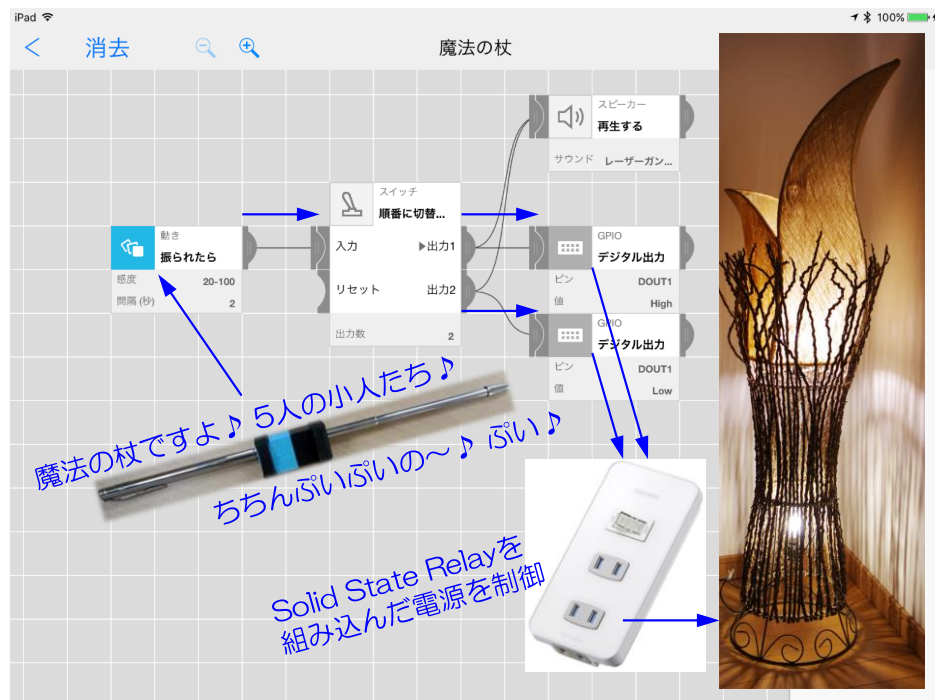 iPad
100%
消去
魔法の杖
スピーカー
再生する
サウンド
レーザーガン...
スイッチ
順番に切替...
入力
▶出力1
リセット
出力2
出力数
2
動き
振られたら
感度
20-100
間隔 (秒)
2
GPIO
デジタル出力
ピン
DOUT1
値
High
GPIO
デジタル出力
ピン
DOUT1
値
Low
魔法の杖ですよ♪ 5人の小人たち♪
ちちんぷいぷいの〜♪ ぷい♪
Solid State Relayを
組み込んだ電源を制御